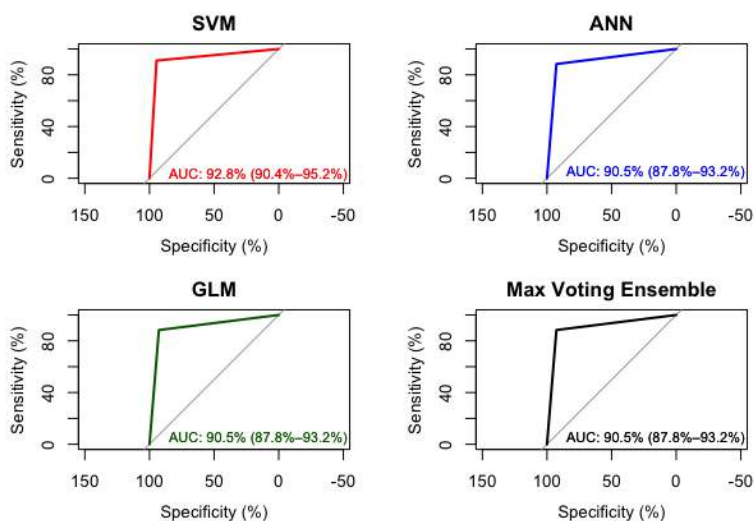 SVM
Sensitivity (%)
80
40
0
AUC: 92.8% (90.4%–95.2%)
150 100 50 0 -50
Specificity (%)
ANN
Sensitivity (%)
80
40
0
AUC: 90.5% (87.8%–93.2%)
150 100 50 0 -50
Specificity (%)
GLM
Sensitivity (%)
80
40
0
AUC: 90.5% (87.8%–93.2%)
150 100 50 0 -50
Specificity (%)
Max Voting Ensemble
Sensitivity (%)
80
40
0
AUC: 90.5% (87.8%–93.2%)
150 100 50 0 -50
Specificity (%)